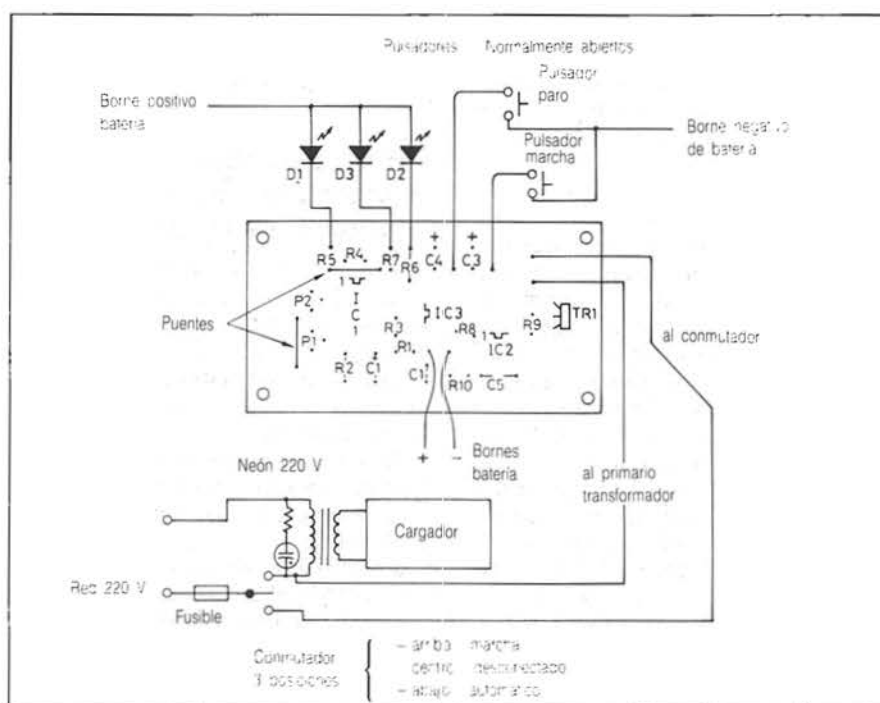 Pulsadores Normalmente abiertos
Pulsador
paro
Borne positivo
batería
Borne negativo
de batería
Pulsador
marcha
D1
D3
D2
R5
R4
R7
R6
+
C4
+
C3
1
I
C
1
P2
Puentes
P1
R3
IC3
R8
1
IC2
R9
TR1
al conmutador
R2
C1
R1
C1
R10
C5
+
-
Bornes
batería
al primario
transformador
Neón 220 V
Cargador
Red 220 V
Fusible
Conmutador
3 posiciones
– arriba marcha
centro desconectado
– abajo automático